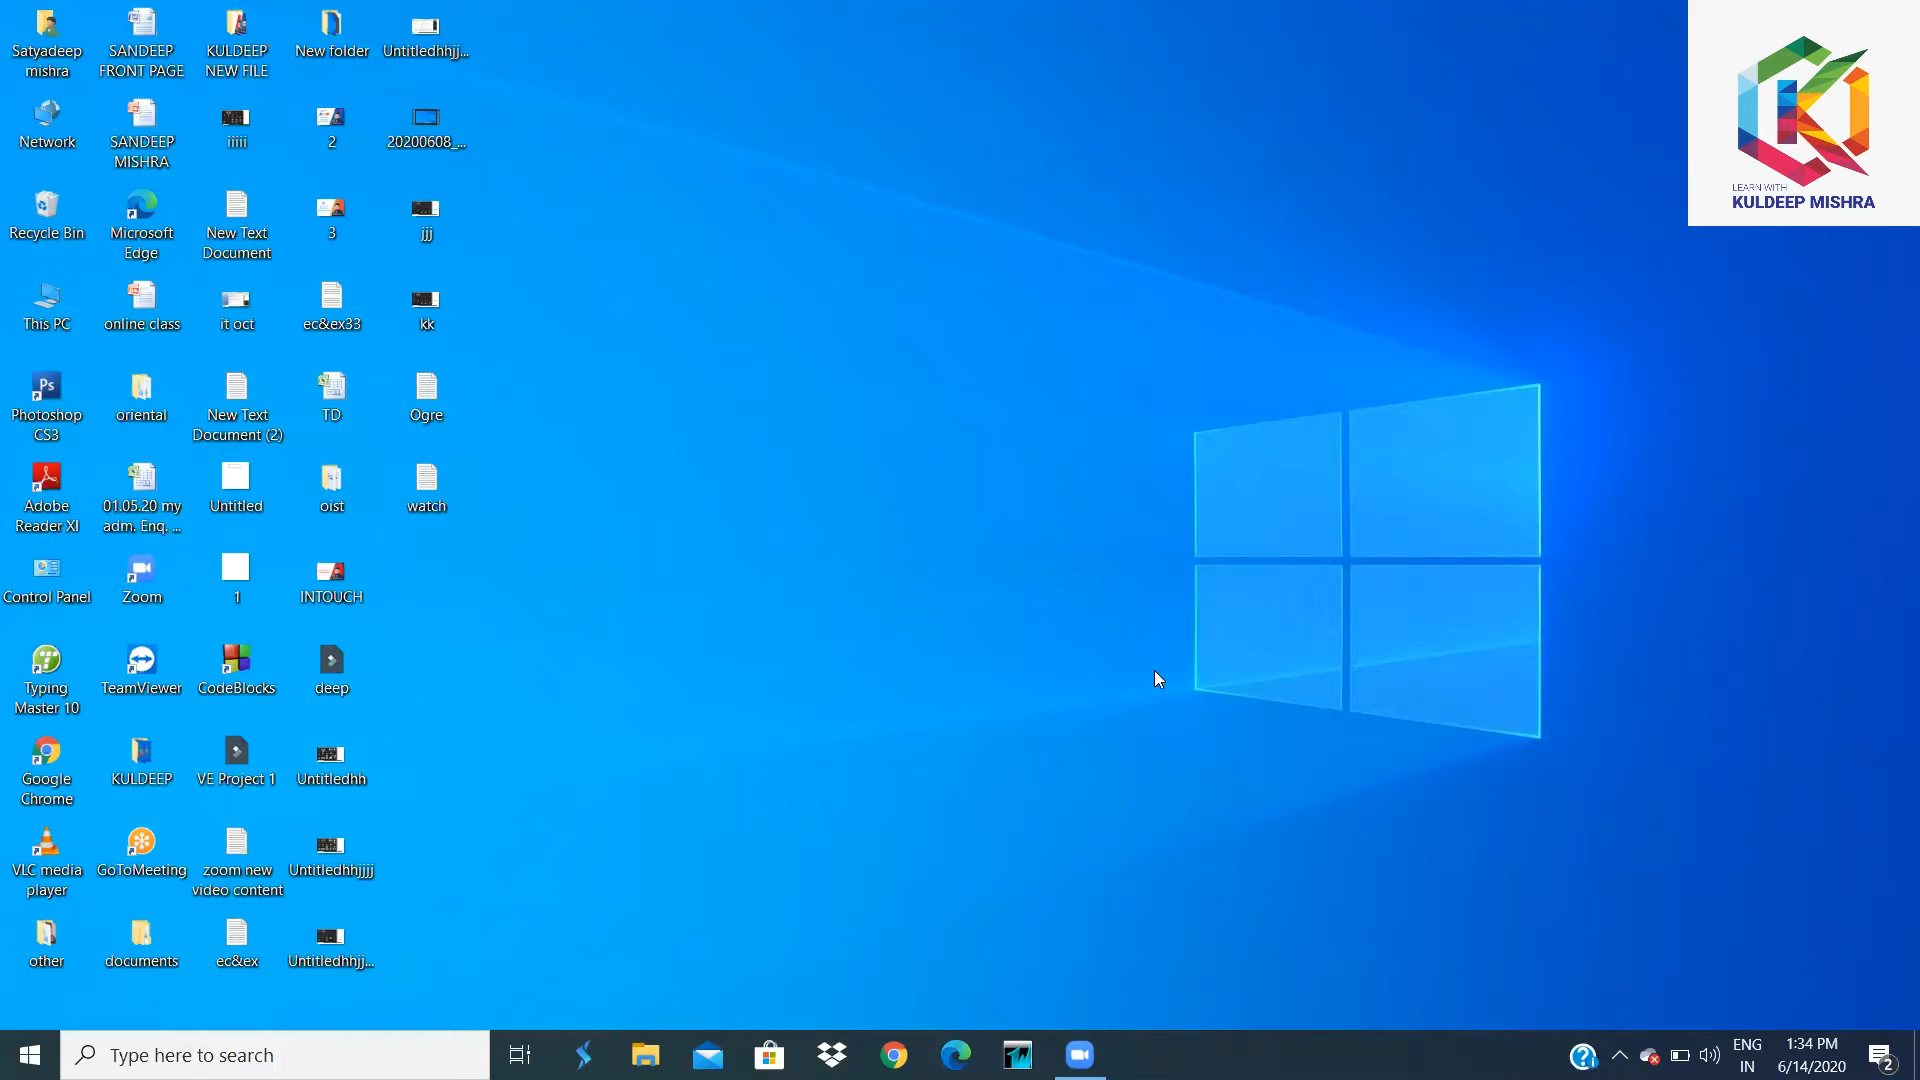 Satyadeep
mishra
SANDEEP
FRONT PAGE
KULDEEP
NEW FILE
New folder
Untitledhhjj...
Network
SANDEEP
MISHRA
iiiii
2
20200608_...
Recycle Bin
Microsoft
Edge
New Text
Document
3
jjj
This PC
online class
it oct
ec&ex33
kk
Ps
Photoshop
CS3
oriental
New Text
Document (2)
TD
Ogre
Adobe
Reader XI
01.05.20 my
adm. Enq. ...
Untitled
oist
watch
Control Panel
Zoom
1
INTOUCH
Typing
Master 10
TeamViewer
CodeBlocks
deep
Google
Chrome
KULDEEP
VE Project 1
Untitledhh
VLC media
player
GoToMeeting
zoom new
video content
Untitledhhjjjj
other
documents
ec&ex
Untitledhhjj...
LEARN WITH
KULDEEP MISHRA
Type here to search
ENG
IN
1:34 PM
6/14/2020
2